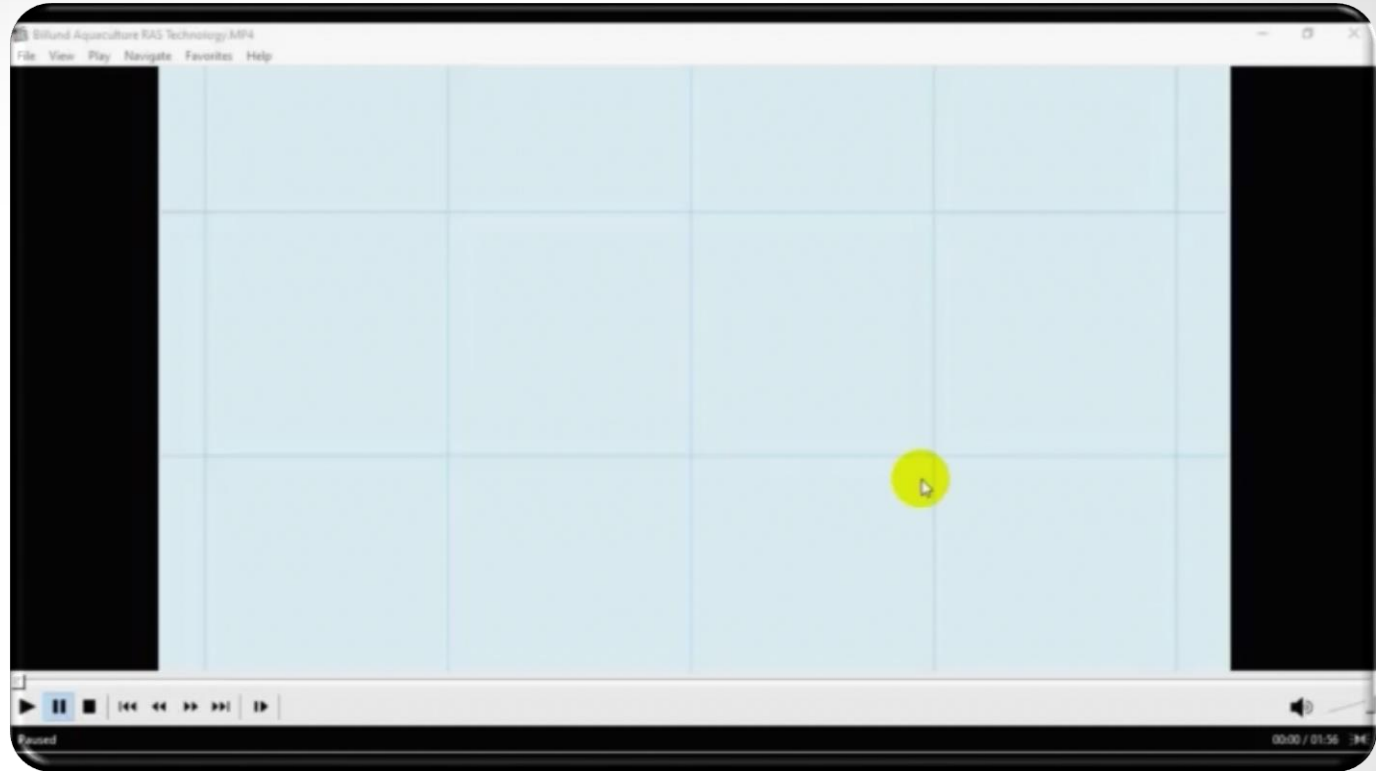 Billund Aquaculture RAS Technology.MP4
File View Play Navigate Favorites Help
Paused
00:00 / 01:56